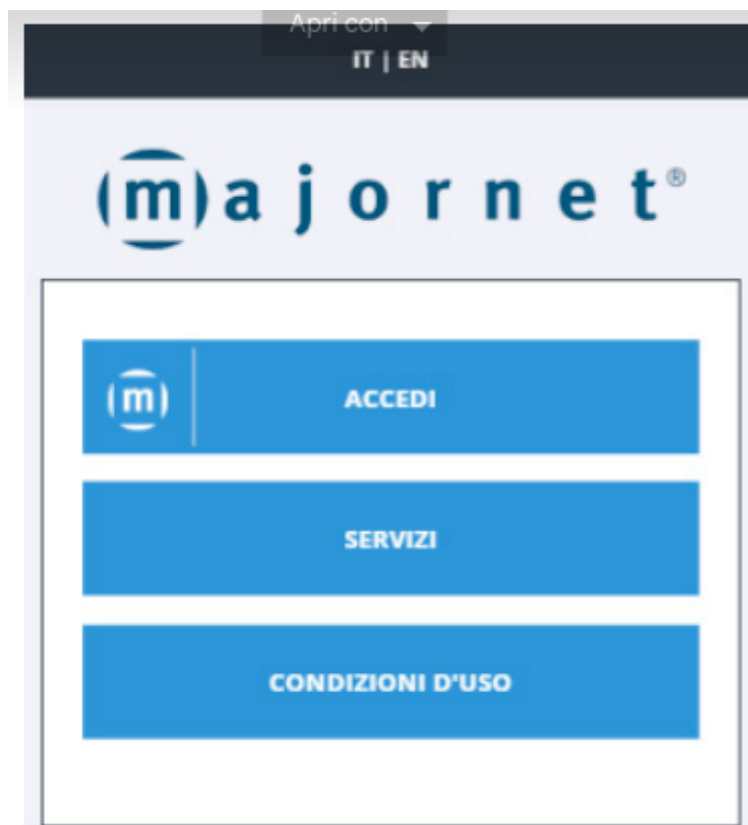 Apri con
IT | EN
(m)ajornet®
(m) ACCEDI
SERVIZI
CONDIZIONI D'USO